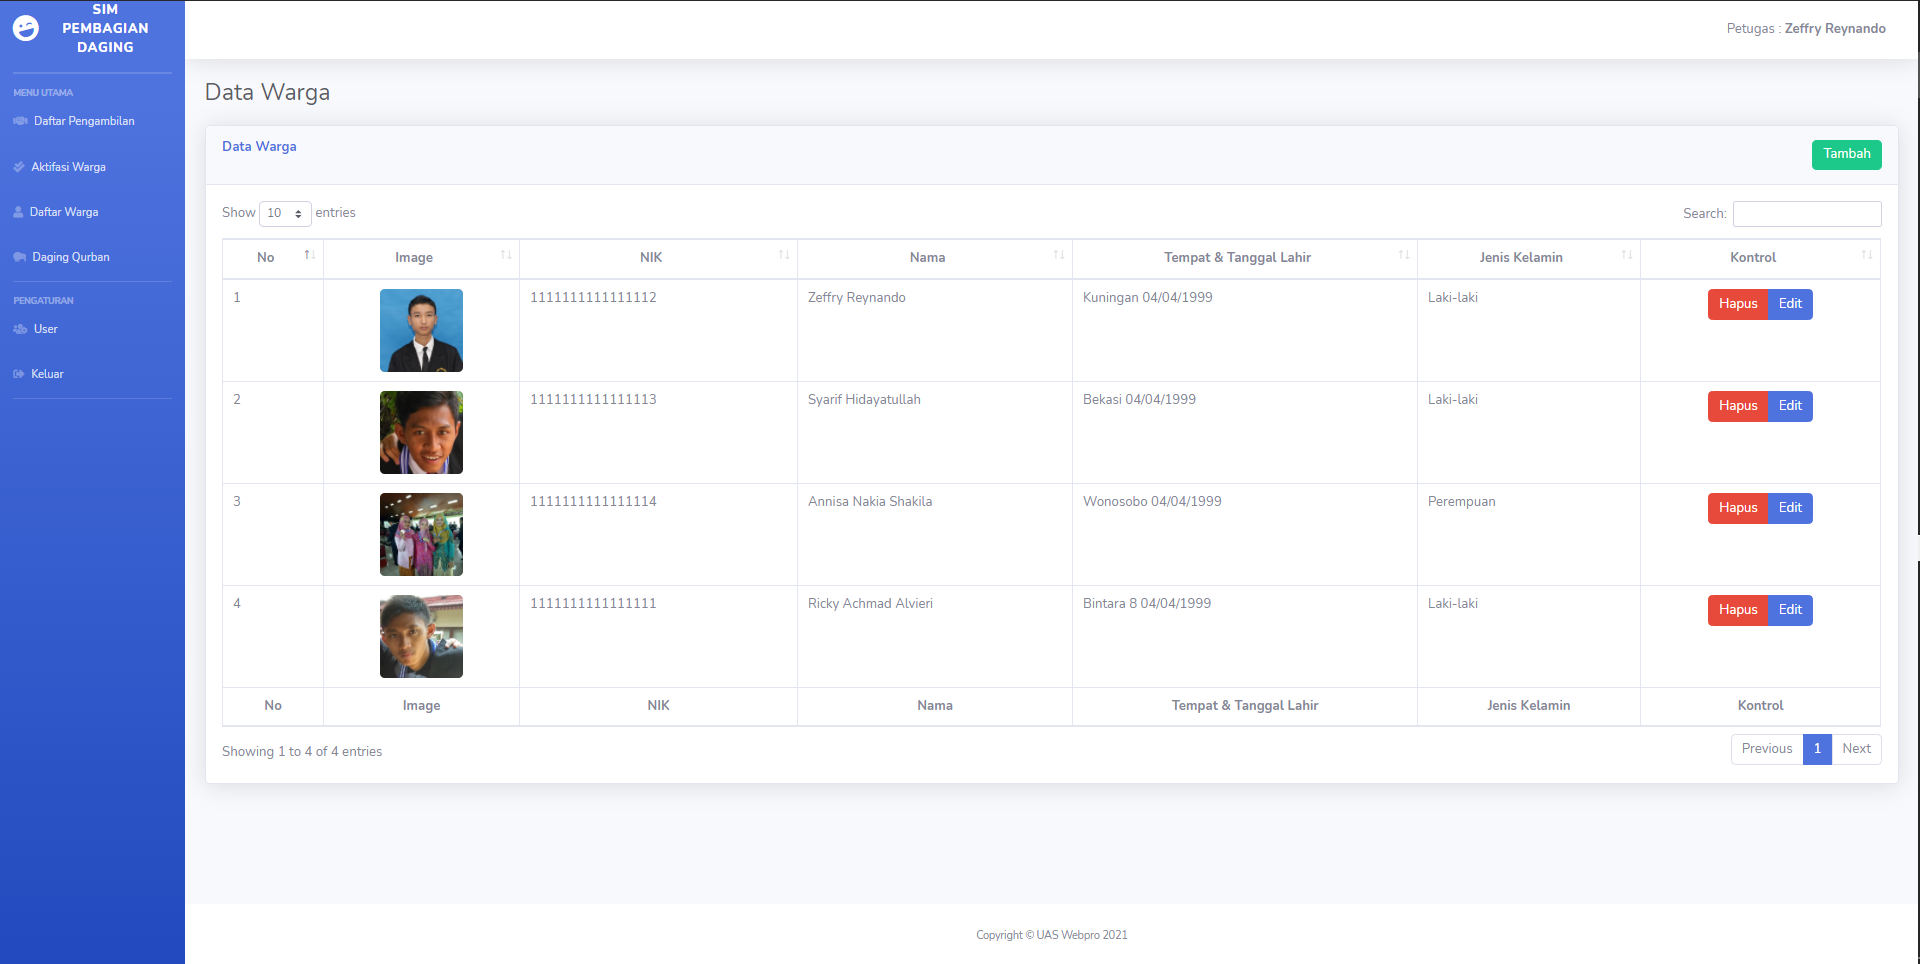 SIM
PEMBAGIAN
DAGING
Petugas : Zeffry Reynando
MENU UTAMA
Daftar Pengambilan
Aktifasi Warga
Daftar Warga
Daging Qurban
PENGATURAN
User
Keluar
Data Warga
Data Warga
Tambah
Show 10 entries
Search:
No Image NIK Nama Tempat & Tanggal Lahir Jenis Kelamin Kontrol
1 1111111111111112 Zeffry Reynando Kuningan 04/04/1999 Laki-laki Hapus Edit
2 1111111111111113 Syarif Hidayatullah Bekasi 04/04/1999 Laki-laki Hapus Edit
3 1111111111111114 Annisa Nakia Shakila Wonosobo 04/04/1999 Perempuan Hapus Edit
4 1111111111111111 Ricky Achmad Alvieri Bintara 8 04/04/1999 Laki-laki Hapus Edit
No Image NIK Nama Tempat & Tanggal Lahir Jenis Kelamin Kontrol
Showing 1 to 4 of 4 entries
Previous 1 Next
Copyright © UAS Webpro 2021